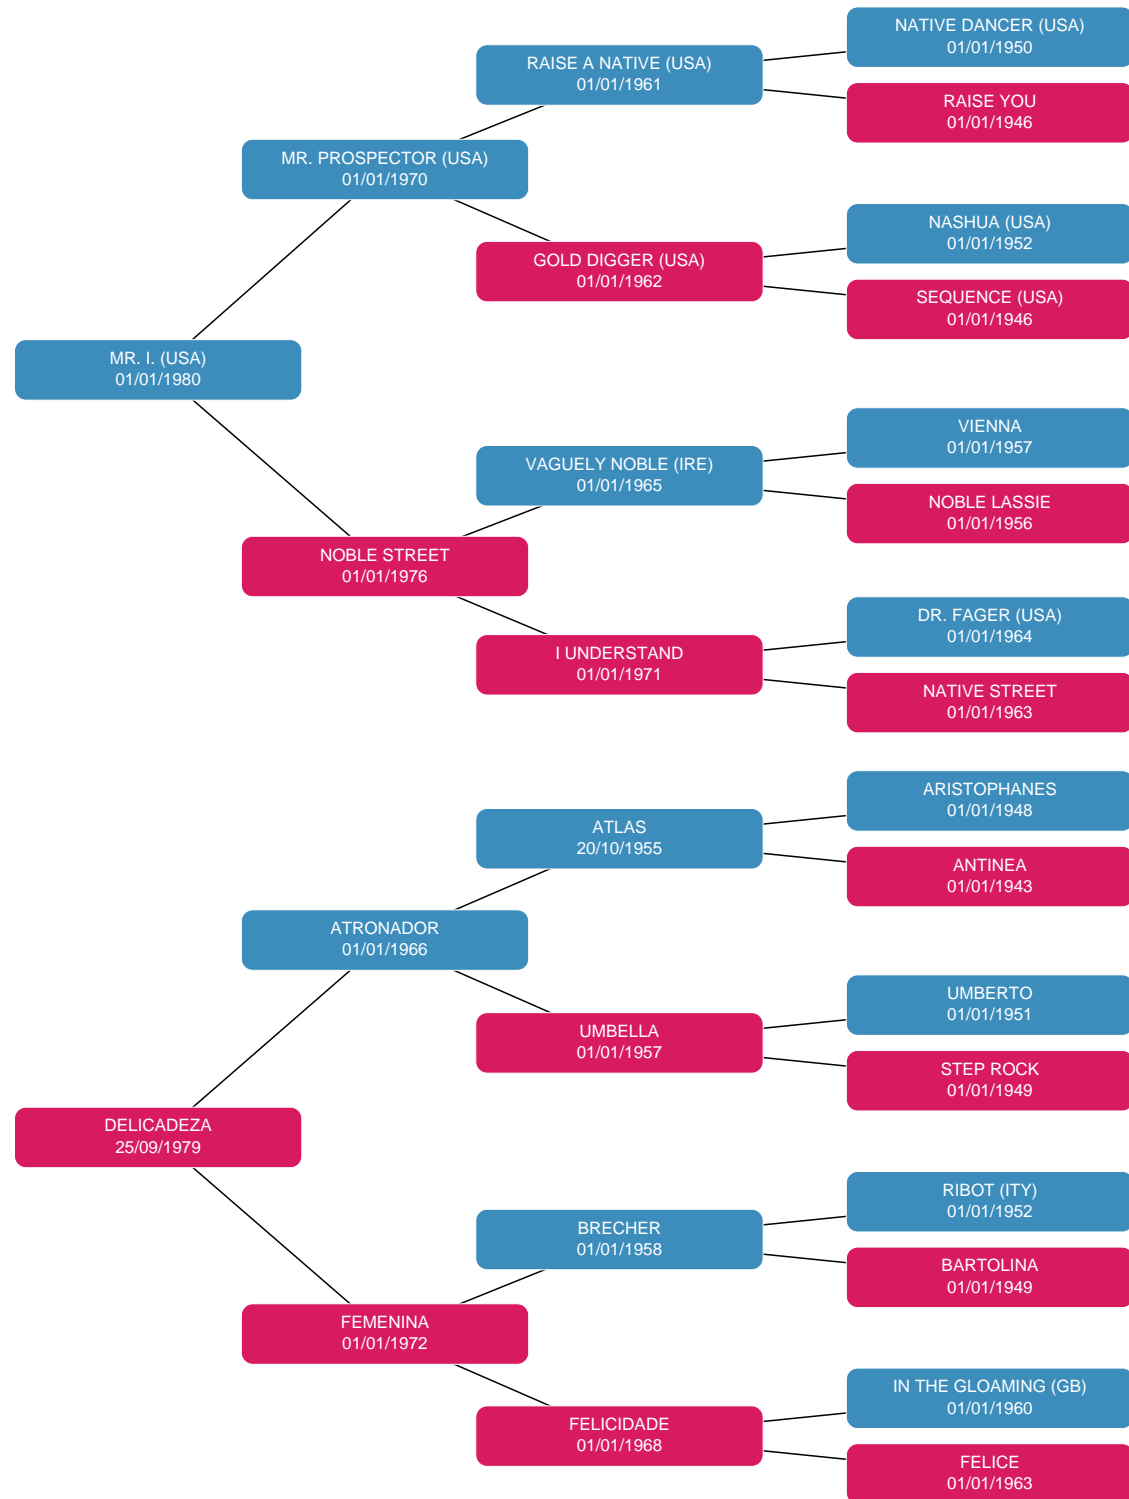 NATIVE DANCER (USA)
01/01/1950
RAISE A NATIVE (USA)
01/01/1961
RAISE YOU
01/01/1946
MR. PROSPECTOR (USA)
01/01/1970
NASHUA (USA)
01/01/1952
GOLD DIGGER (USA)
01/01/1962
SEQUENCE (USA)
01/01/1946
MR. I. (USA)
01/01/1980
VIENNA
01/01/1957
VAGUELY NOBLE (IRE)
01/01/1965
NOBLE LASSIE
01/01/1956
NOBLE STREET
01/01/1976
DR. FAGER (USA)
01/01/1964
I UNDERSTAND
01/01/1971
NATIVE STREET
01/01/1963
ARISTOPHANES
01/01/1948
ATLAS
20/10/1955
ANTINEA
01/01/1943
ATRONADOR
01/01/1966
UMBERTO
01/01/1951
UMBELLA
01/01/1957
STEP ROCK
01/01/1949
DELICADEZA
25/09/1979
RIBOT (ITY)
01/01/1952
BRECHER
01/01/1958
BARTOLINA
01/01/1949
FEMENINA
01/01/1972
IN THE GLOAMING (GB)
01/01/1960
FELICIDADE
01/01/1968
FELICE
01/01/1963